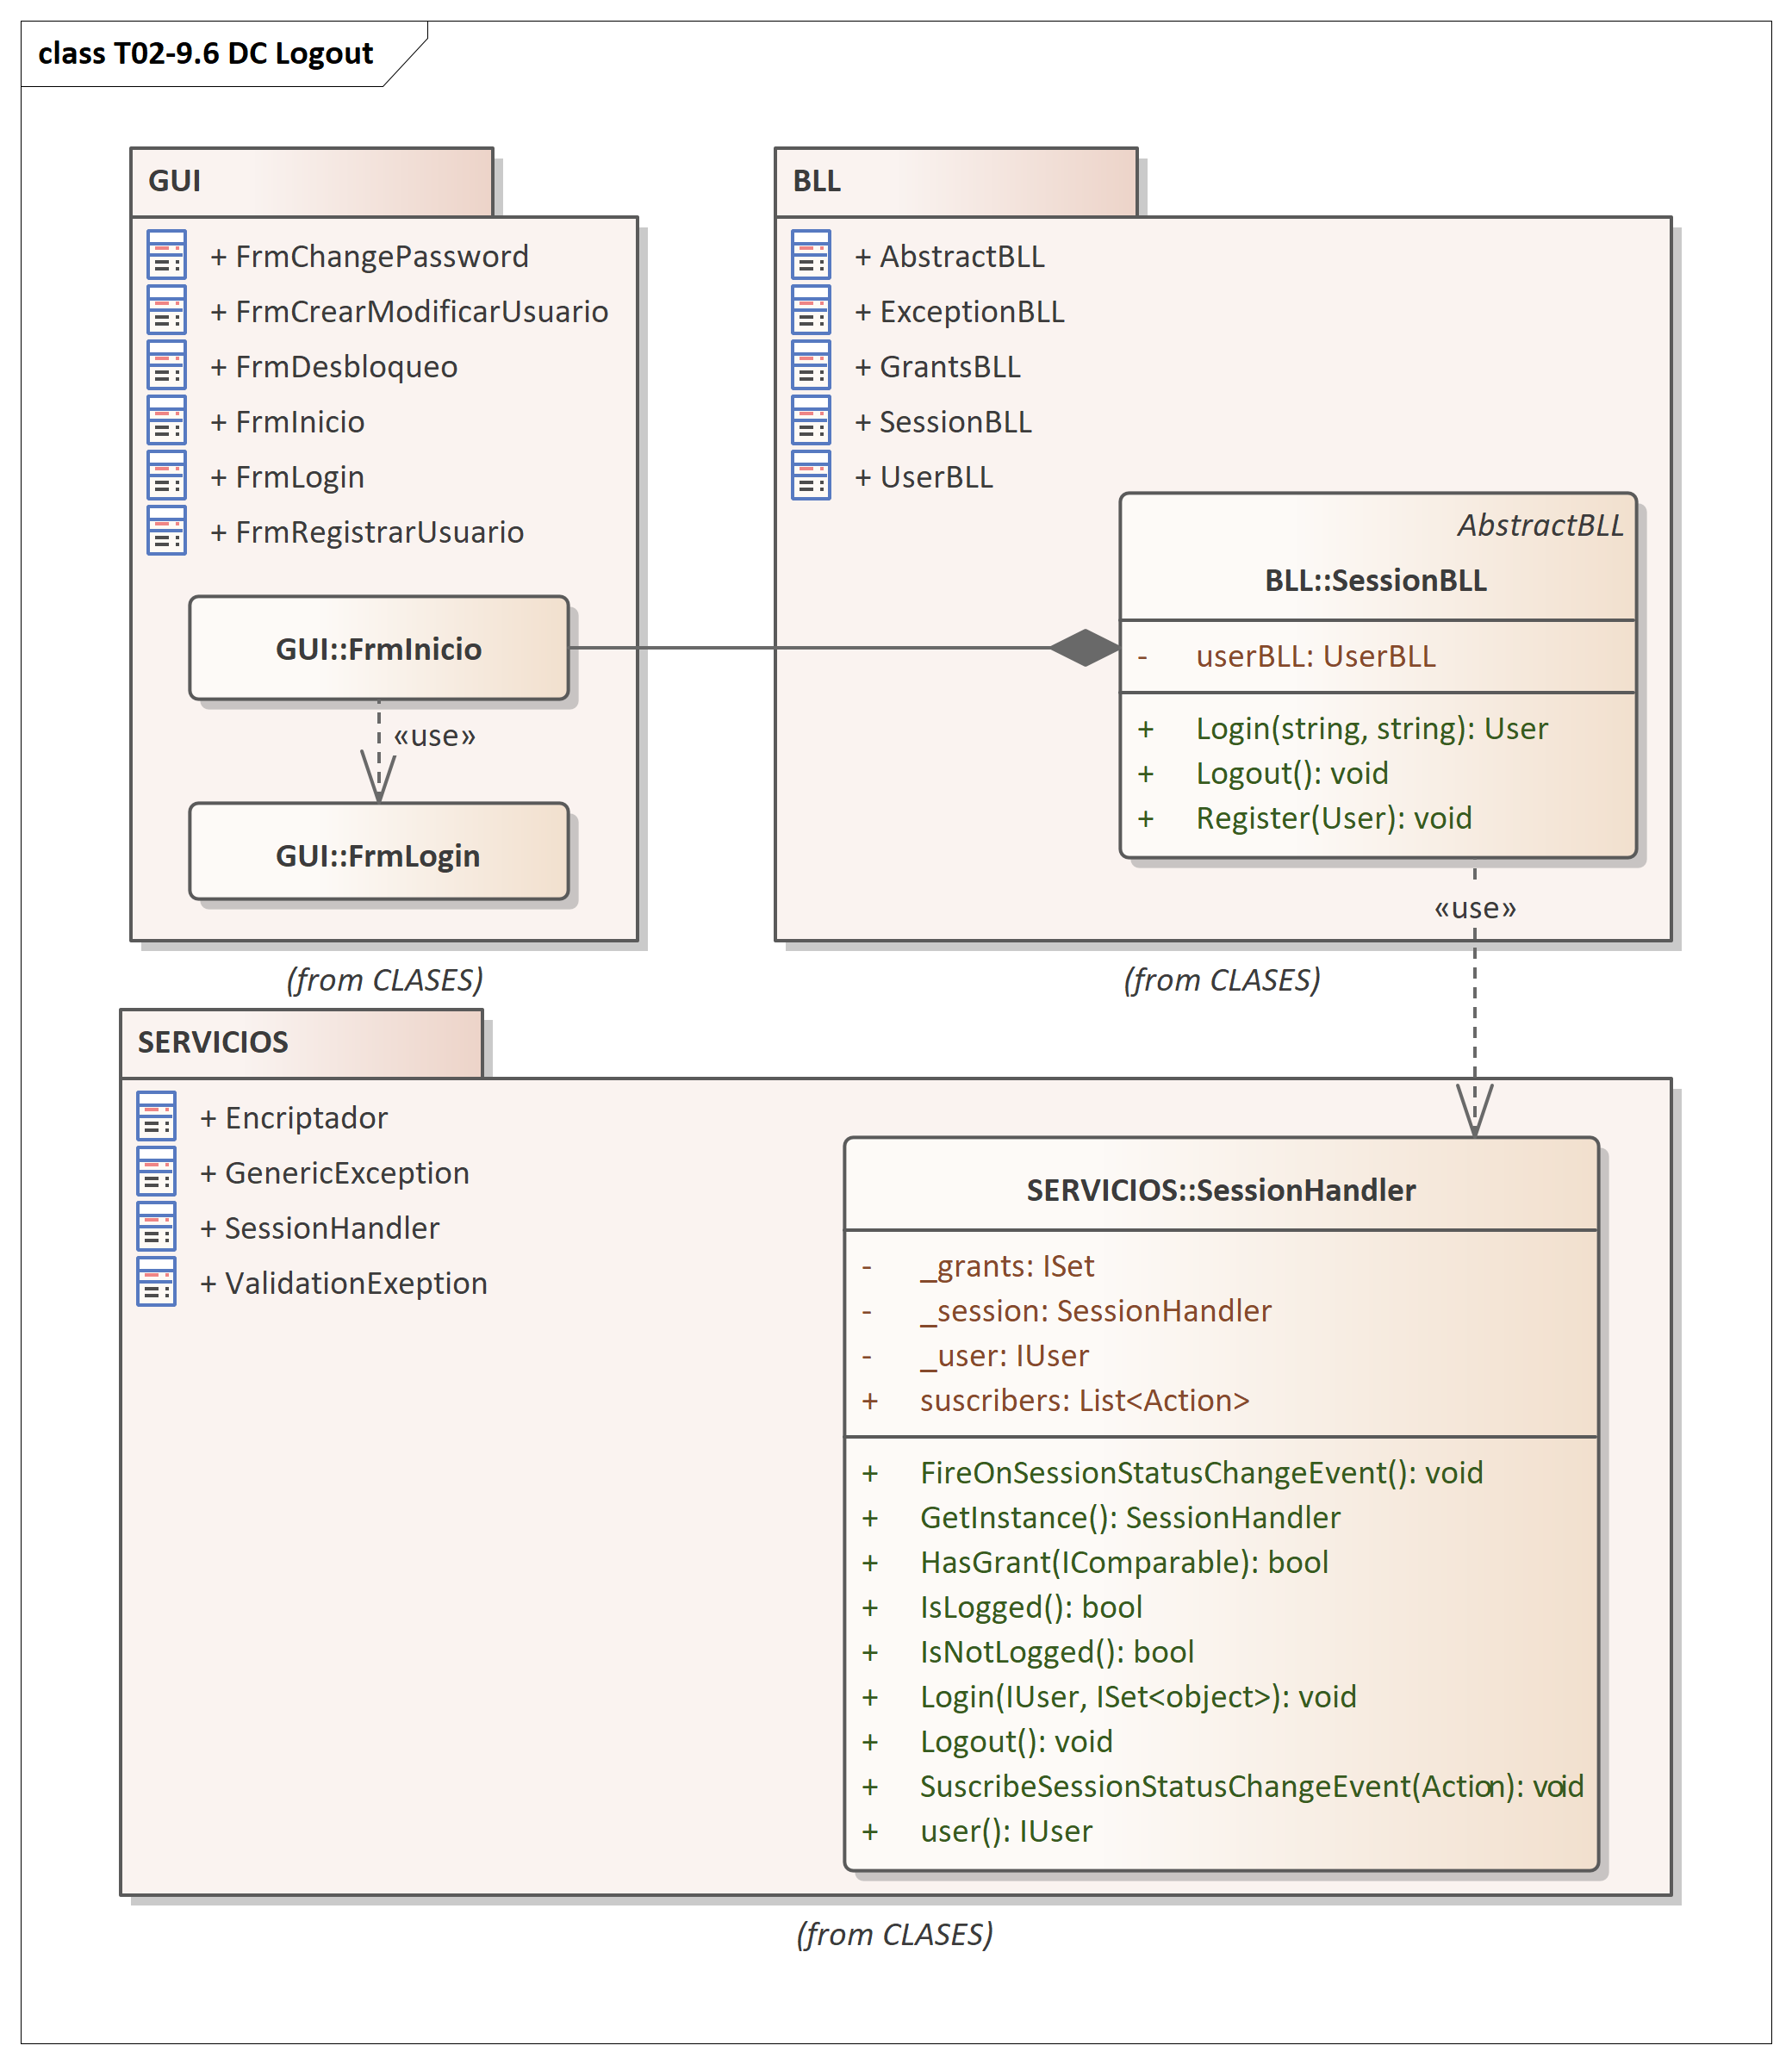 class T02-9.6 DC Logout
GUI
+ FrmChangePassword
+ FrmCrearModificarUsuario
+ FrmDesbloqueo
+ FrmInicio
+ FrmLogin
+ FrmRegistrarUsuario
GUI::FrmInicio
«use»
GUI::FrmLogin
(from CLASES)
BLL
+ AbstractBLL
+ ExceptionBLL
+ GrantsBLL
+ SessionBLL
+ UserBLL
AbstractBLL
BLL::SessionBLL
- userBLL: UserBLL
+ Login(string, string): User
+ Logout(): void
+ Register(User): void
«use»
(from CLASES)
SERVICIOS
+ Encriptador
+ GenericException
+ SessionHandler
+ ValidationExeption
SERVICIOS::SessionHandler
- _grants: ISet
- _session: SessionHandler
- _user: IUser
+ suscribers: List<Action>
+ FireOnSessionStatusChangeEvent(): void
+ GetInstance(): SessionHandler
+ HasGrant(IComparable): bool
+ IsLogged(): bool
+ IsNotLogged(): bool
+ Login(IUser, ISet<object>): void
+ Logout(): void
+ SuscribeSessionStatusChangeEvent(Action): void
+ user(): IUser
(from CLASES)